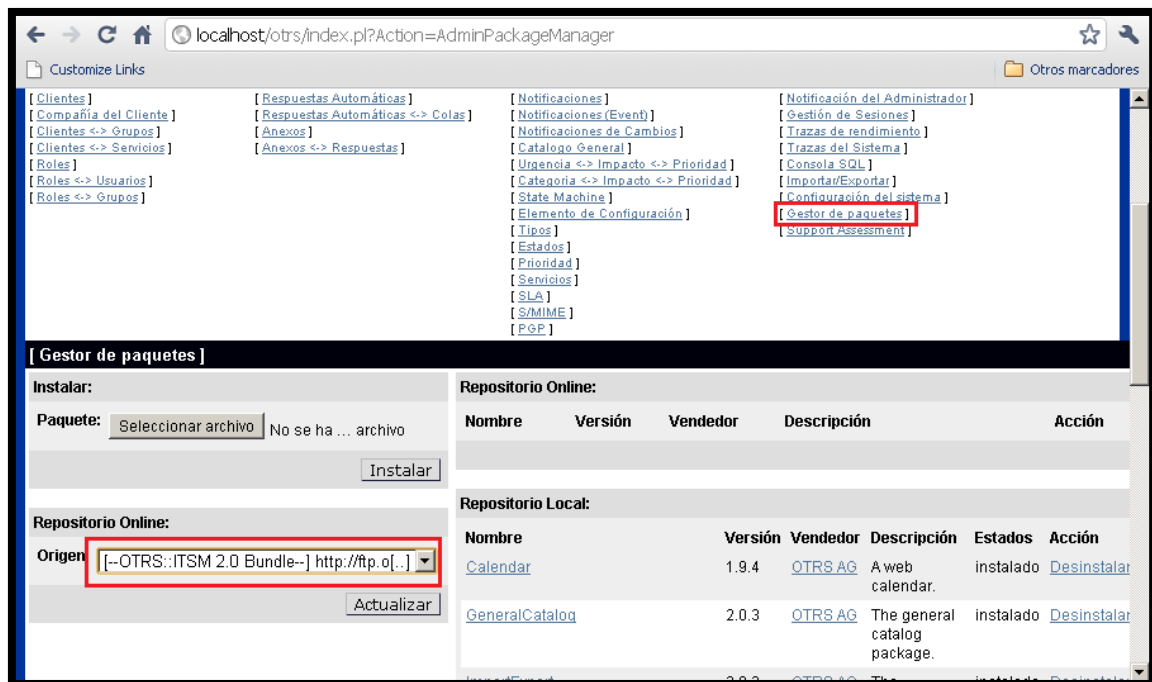 localhost/otrs/index.pl?Action=AdminPackageManager
Customize Links
Otros marcadores
[ Clientes ]
[ Compañía del Cliente ]
[ Clientes <-> Grupos ]
[ Clientes <-> Servicios ]
[ Roles ]
[ Roles <-> Usuarios ]
[ Roles <-> Grupos ]
[ Respuestas Automáticas ]
[ Respuestas Automáticas <-> Colas ]
[ Anexos ]
[ Anexos <-> Respuestas ]
[ Notificaciones ]
[ Notificaciones (Event) ]
[ Notificaciones de Cambios ]
[ Catalogo General ]
[ Urgencia <-> Impacto <-> Prioridad ]
[ Categoria <-> Impacto <-> Prioridad ]
[ State Machine ]
[ Elemento de Configuración ]
[ Tipos ]
[ Estados ]
[ Prioridad ]
[ Servicios ]
[ SLA ]
[ S/MIME ]
[ PGP ]
[ Notificación del Administrador ]
[ Gestión de Sesiones ]
[ Trazas de rendimiento ]
[ Trazas del Sistema ]
[ Consola SQL ]
[ Importar/Exportar ]
[ Configuración del sistema ]
[ Gestor de paquetes ]
[ Support Assessment ]
[ Gestor de paquetes ]
Instalar:
Paquete: Seleccionar archivo No se ha ... archivo
Instalar
Repositorio Online:
Origen [--OTRS::ITSM 2.0 Bundle--] http://ftp.o[..]
Actualizar
Repositorio Online:
Nombre Versión Vendedor Descripción Acción
Repositorio Local:
Nombre Versión Vendedor Descripción Estados Acción
Calendar 1.9.4 OTRS AG A web calendar. instalado Desinstalar
GeneralCatalog 2.0.3 OTRS AG The general catalog package. instalado Desinstalar